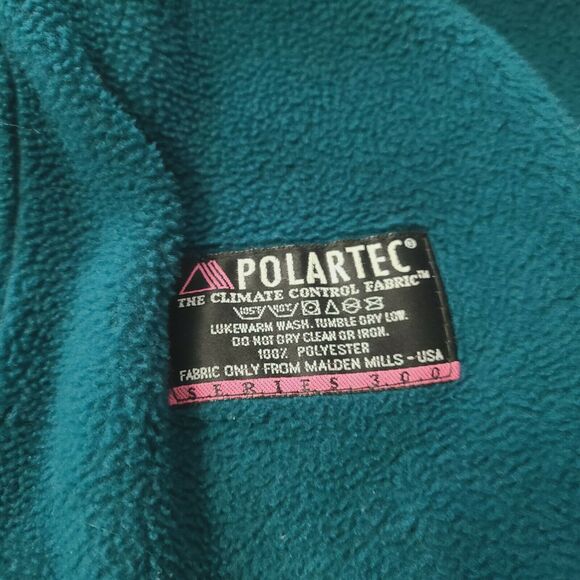 POLARTEC®
THE CLIMATE CONTROL FABRIC™
LUKEWARM WASH. TUMBLE DRY LOW.
DO NOT DRY CLEAN OR IRON.
100% POLYESTER
FABRIC ONLY FROM MALDEN MILLS - USA
SERIES 300